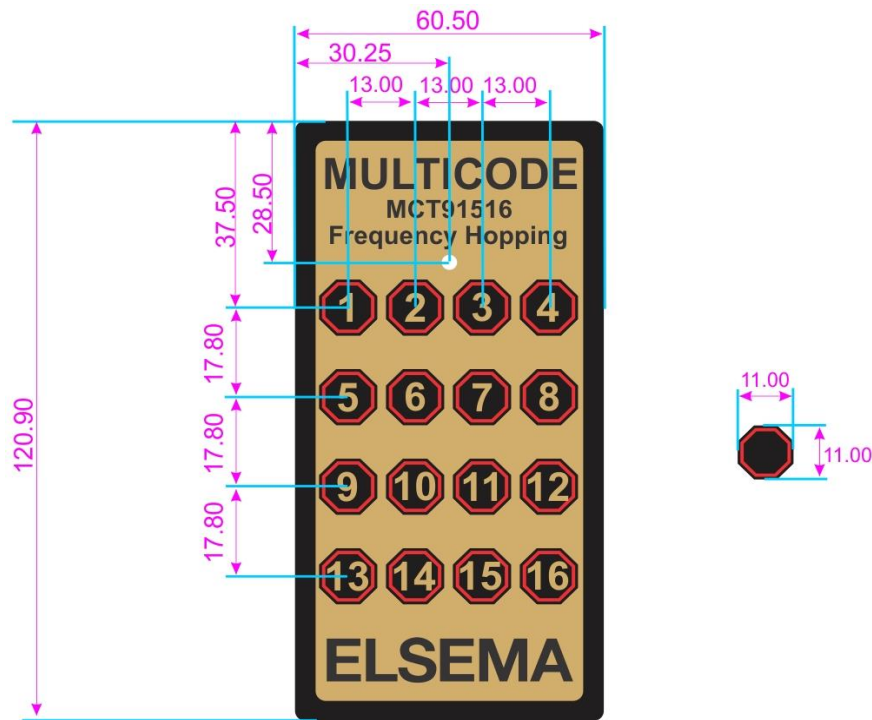 60.50
30.25
13.00 13.00 13.00
37.50
28.50
MULTICODE
MCT91516
Frequency Hopping
1 2 3 4
17.80
120.90
5 6 7 8
11.00
11.00
17.80
9 10 11 12
17.80
13 14 15 16
ELSEMA